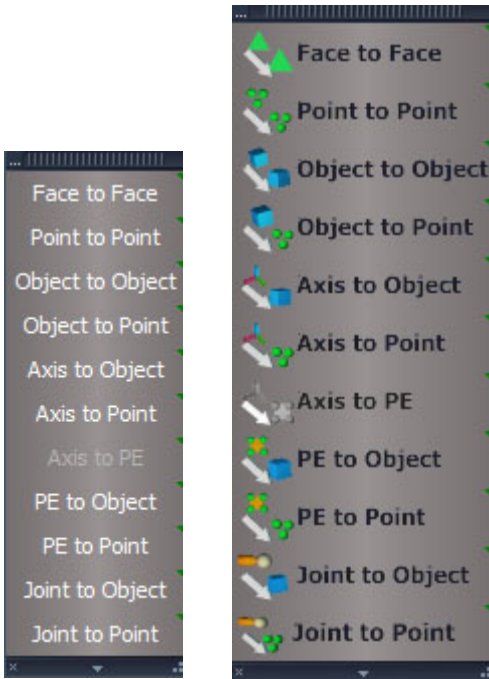 Face to Face
Point to Point
Object to Object
Object to Point
Axis to Object
Axis to Point
Axis to PE
PE to Object
PE to Point
Joint to Object
Joint to Point
Face to Face
Point to Point
Object to Object
Object to Point
Axis to Object
Axis to Point
Axis to PE
PE to Object
PE to Point
Joint to Object
Joint to Point